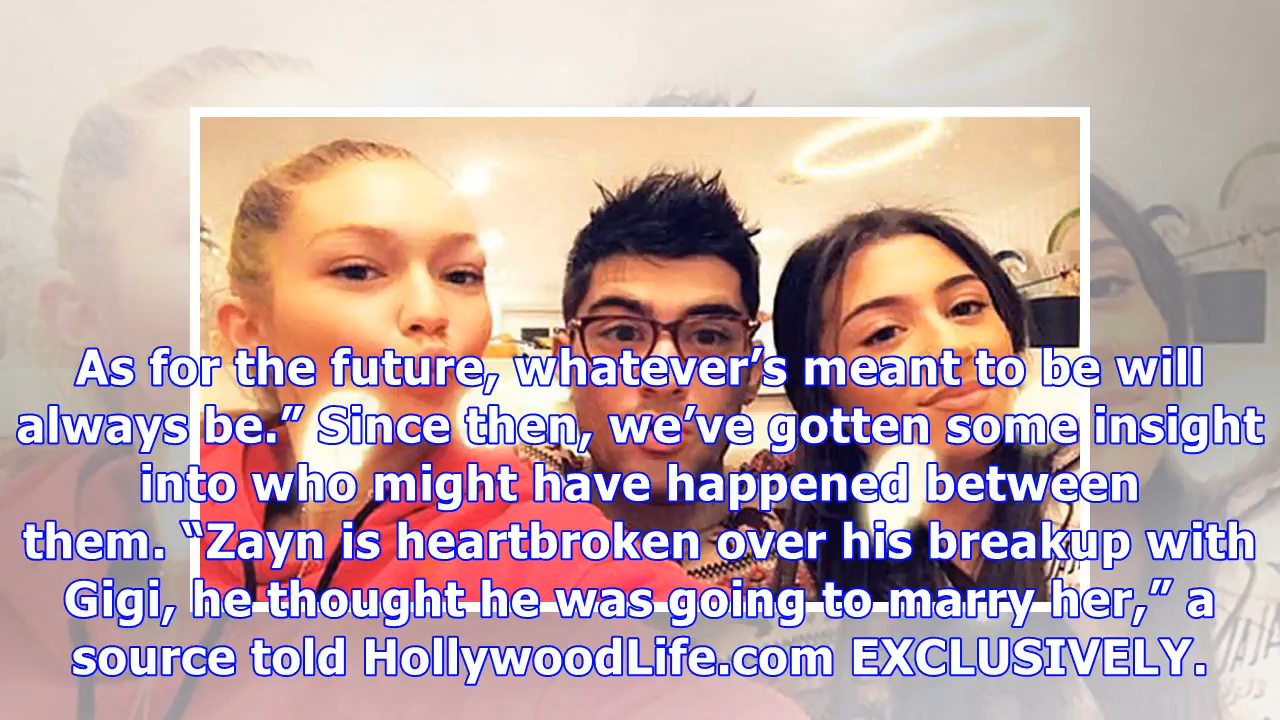 As for the future, whatever’s meant to be will
always be.” Since then, we’ve gotten some insight
into who might have happened between
them. “Zayn is heartbroken over his breakup with
Gigi, he thought he was going to marry her,” a
source told HollywoodLife.com EXCLUSIVELY.